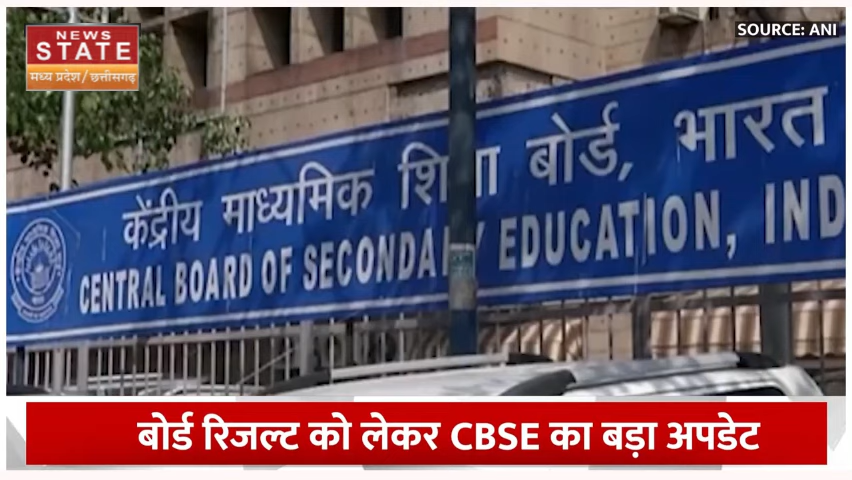 NEWS
STATE
मध्य प्रदेश/छत्तीसगढ़
SOURCE: ANI
केंद्रीय माध्यमिक शिक्षा बोर्ड, भारत
CENTRAL BOARD OF SECONDARY EDUCATION, IND
बोर्ड रिजल्ट को लेकर CBSE का बड़ा अपडेट